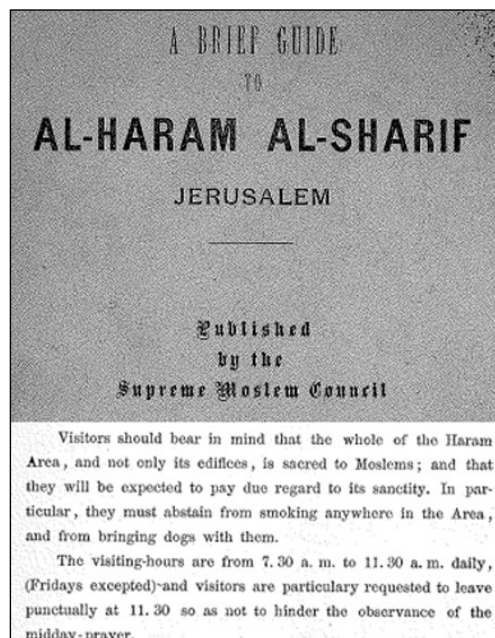 A BRIEF GUIDE
TO
AL-HARAM AL-SHARIF
JERUSALEM
Published
by the
Supreme Moslem Council
Visitors should bear in mind that the whole of the Haram
Area, and not only its edifices, is sacred to Moslems; and that
they will be expected to pay due regard to its sanctity. In par-
ticular, they must abstain from smoking anywhere in the Area,
and from bringing dogs with them.
The visiting-hours are from 7.30 a. m. to 11.30 a. m. daily,
(Fridays excepted) and visitors are particulary requested to leave
punctually at 11.30 so as not to hinder the observance of the
midday-prayer.